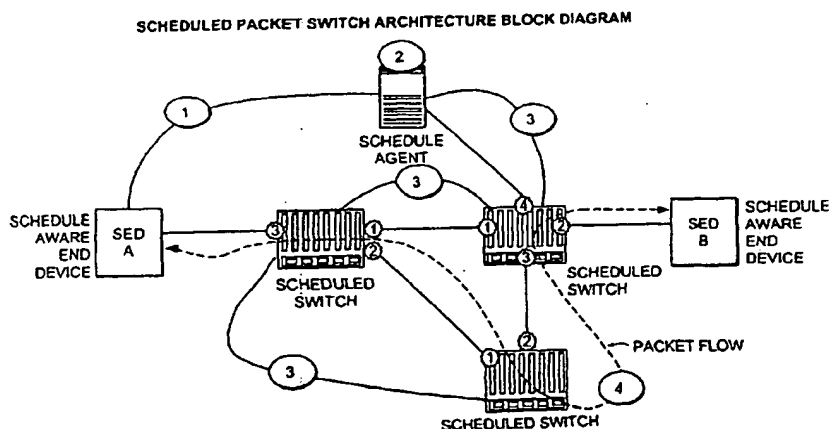 SCHEDULED PACKET SWITCH ARCHITECTURE BLOCK DIAGRAM
2
1
3
SCHEDULE
AGENT
3
4
SCHEDULE
AWARE
END
DEVICE
SED
A
3
1
2
SCHEDULED
SWITCH
1
2
3
SCHEDULED
SWITCH
SED
B
SCHEDULE
AWARE
END
DEVICE
2
1
PACKET FLOW
3
4
SCHEDULED
SWITCH